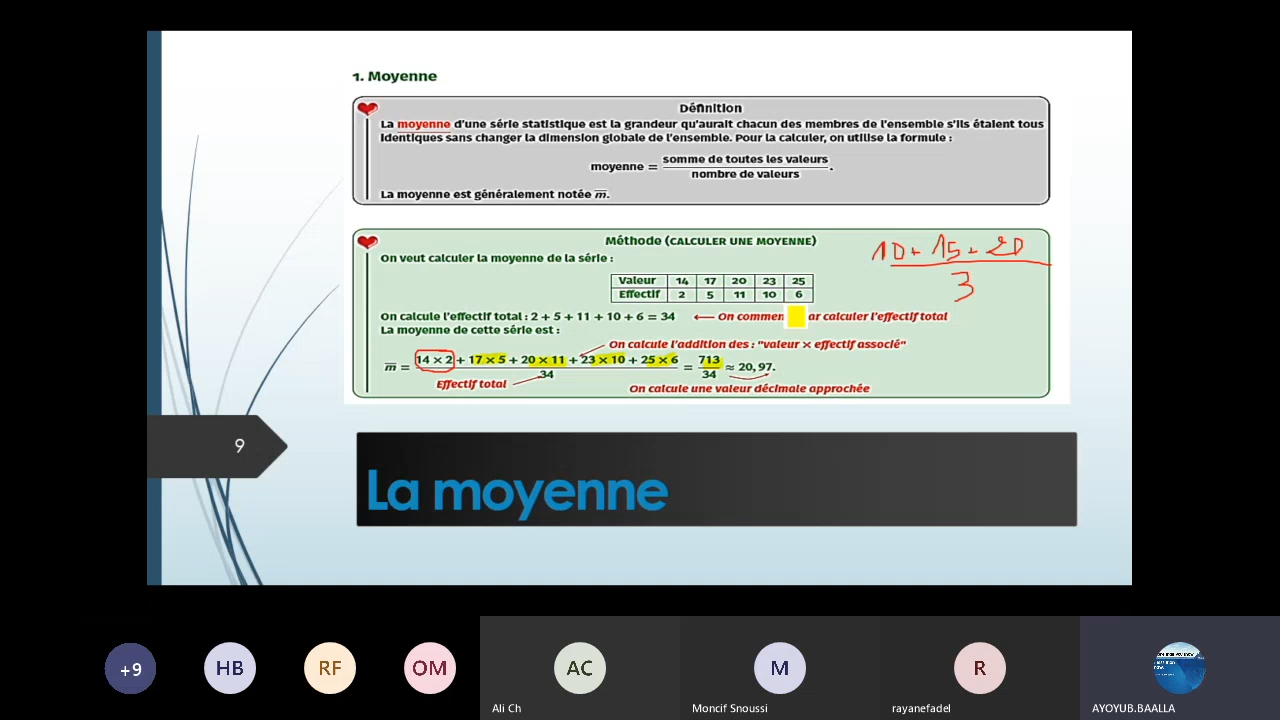 1. Moyenne
Définition
La moyenne d'une série statistique est la grandeur qu'aurait chacun des membres de l'ensemble s'ils étaient tous
identiques sans changer la dimension globale de l'ensemble. Pour la calculer, on utilise la formule :
moyenne = somme de toutes les valeurs / nombre de valeurs.
La moyenne est généralement notée m̅.
Méthode (CALCULER UNE MOYENNE)
10 + 15 + 20
3
On veut calculer la moyenne de la série :
Valeur 14 17 20 23 25
Effectif 2 5 11 10 6
On calcule l'effectif total : 2 + 5 + 11 + 10 + 6 = 34 ⟵ On commen ar calculer l'effectif total
La moyenne de cette série est :
On calcule l'addition des : "valeur × effectif associé"
m̅ = 14 × 2 + 17 × 5 + 20 × 11 + 23 × 10 + 25 × 6 / 34 = 713 / 34 ≈ 20,97.
Effectif total
On calcule une valeur décimale approchée
9
La moyenne
+9
HB
RF
OM
AC
M
R
Ali Ch
Moncif Snoussi
rayanefadel
AYOYUB.BAALLA